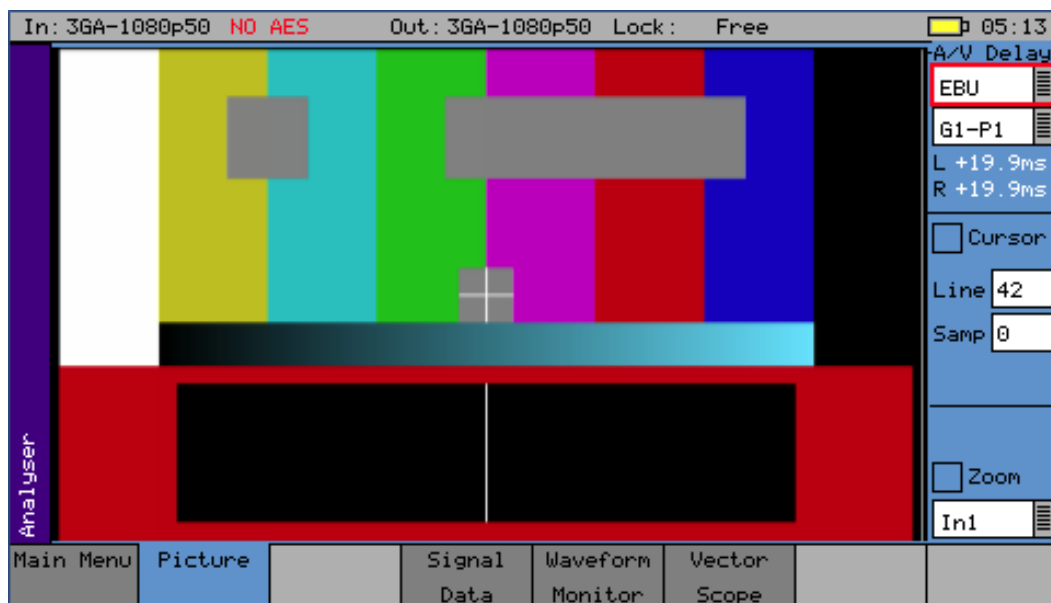 In: 3GA-1080p50 NO AES Out: 3GA-1080p50 Lock: Free 05:13
A/V Delay
EBU
G1-P1
L +19.9ms
R +19.9ms
Cursor
Line 42
Samp 0
Zoom
In1
Analyser
Main Menu Picture Signal Data Waveform Monitor Vector Scope